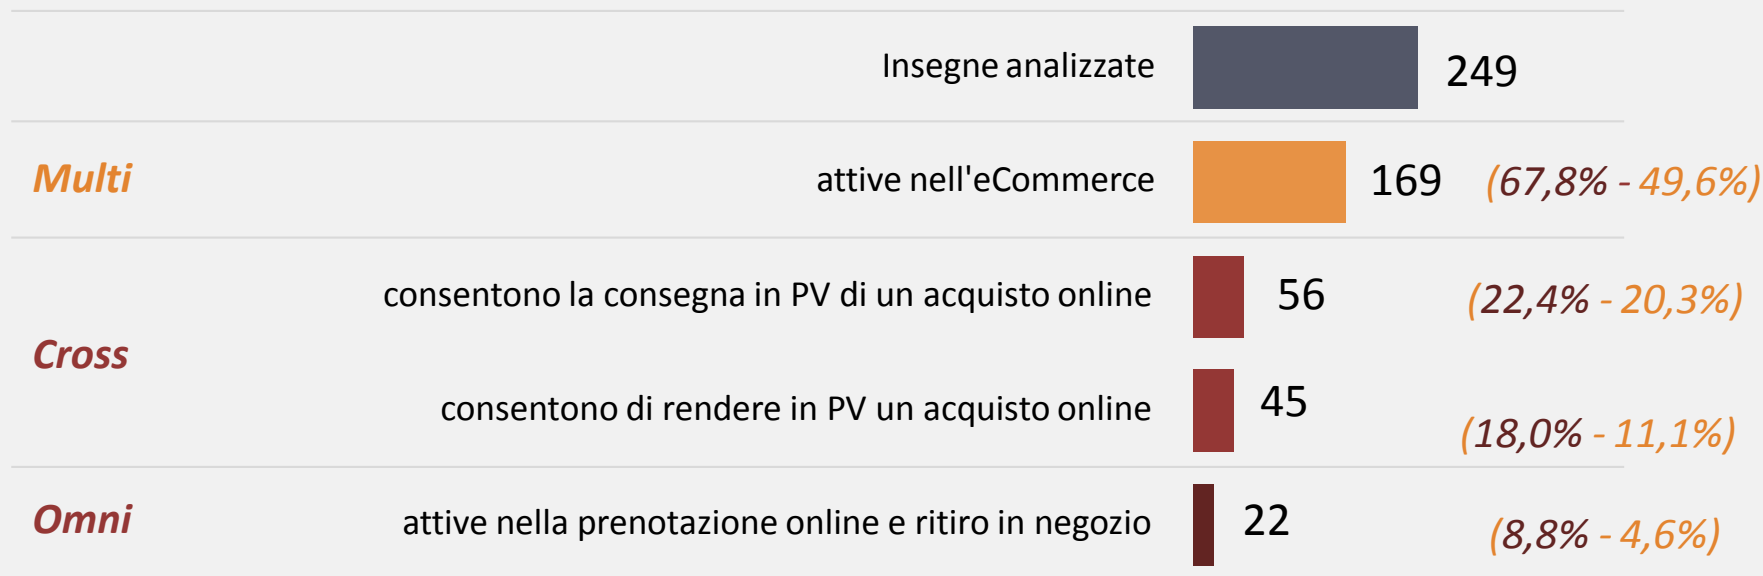 Insegne analizzate 249
Multi attive nell'eCommerce 169 (67,8% - 49,6%)
consentono la consegna in PV di un acquisto online 56 (22,4% - 20,3%)
Cross
consentono di rendere in PV un acquisto online 45 (18,0% - 11,1%)
Omni attive nella prenotazione online e ritiro in negozio 22 (8,8% - 4,6%)